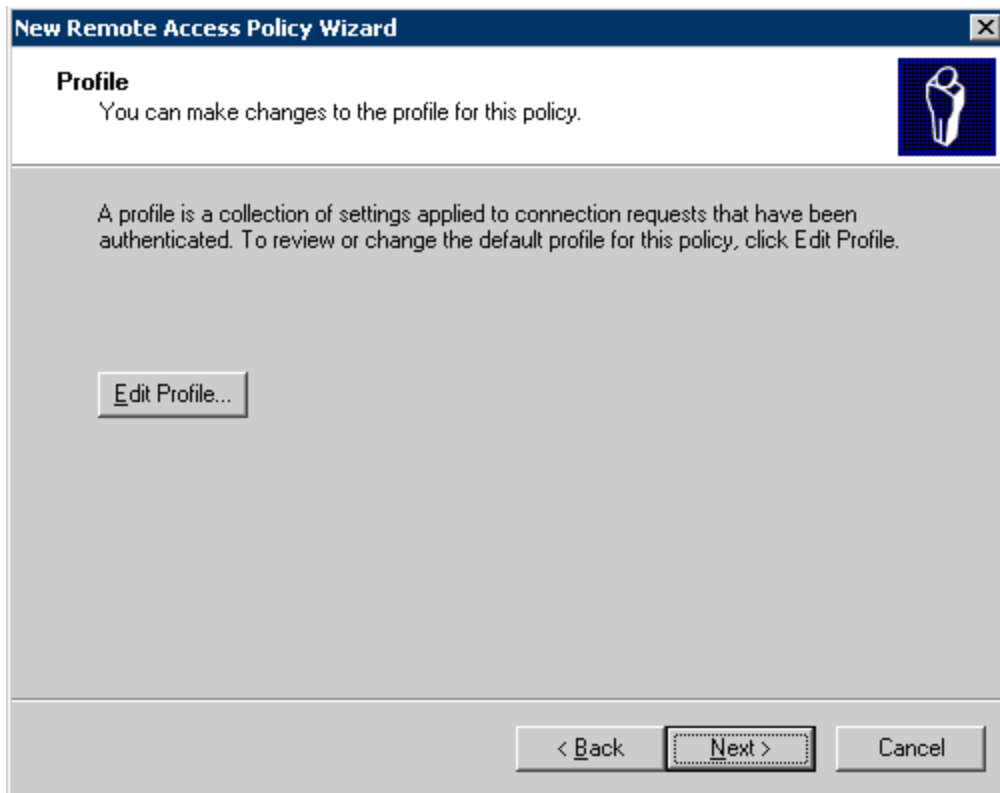 New Remote Access Policy Wizard
Profile
You can make changes to the profile for this policy.
A profile is a collection of settings applied to connection requests that have been
authenticated. To review or change the default profile for this policy, click Edit Profile.
Edit Profile...
< Back
Next >
Cancel